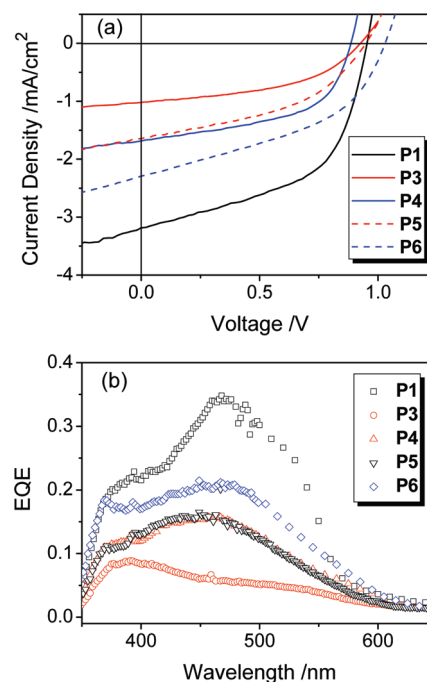 (a)
0
-1
-2
-3
-4
Current Density /mA/cm²
0.0 0.5 1.0
Voltage /V
P1
P3
P4
P5
P6
(b)
0.4
0.3
0.2
0.1
0.0
EQE
400 500 600
Wavelength /nm
P1
P3
P4
P5
P6